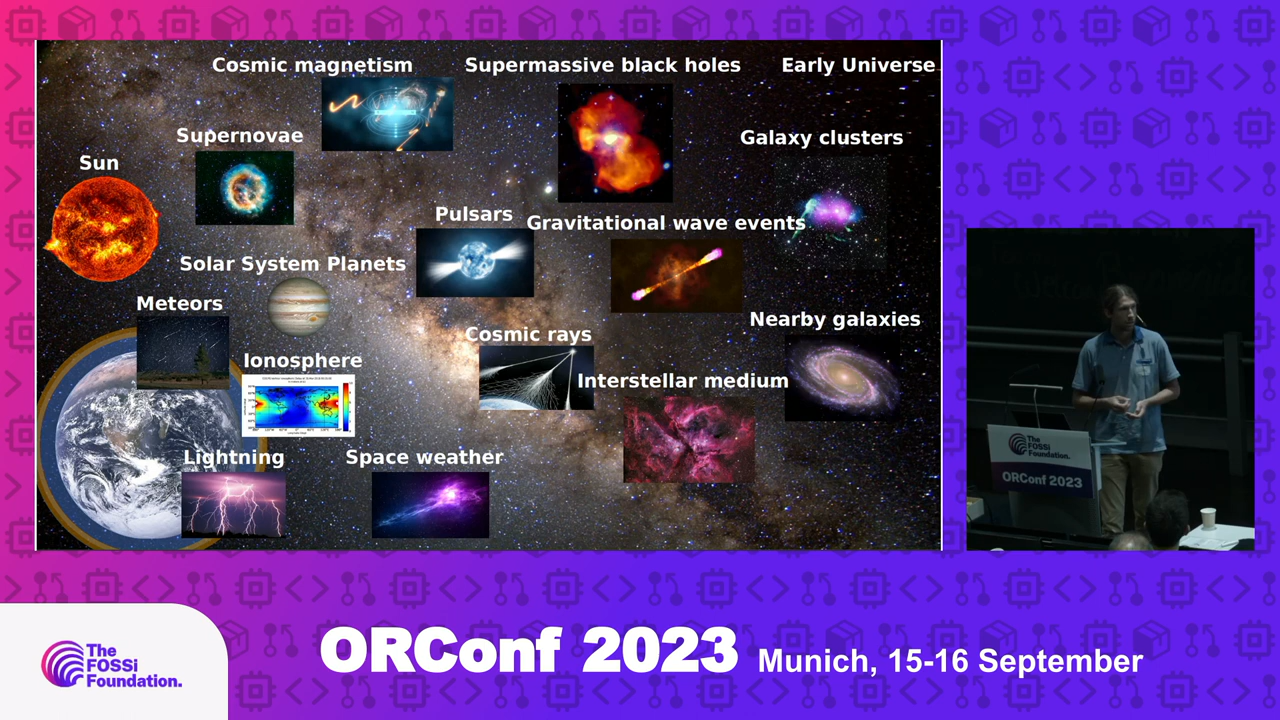 Cosmic magnetism
Supermassive black holes
Early Universe
Supernovae
Galaxy clusters
Sun
Pulsars
Gravitational wave events
Solar System Planets
Meteors
Nearby galaxies
Cosmic rays
Ionosphere
Interstellar medium
Lightning
Space weather
The
FOSSi
Foundation.
ORConf 2023
The
FOSSi
Foundation.
ORConf 2023 Munich, 15-16 September